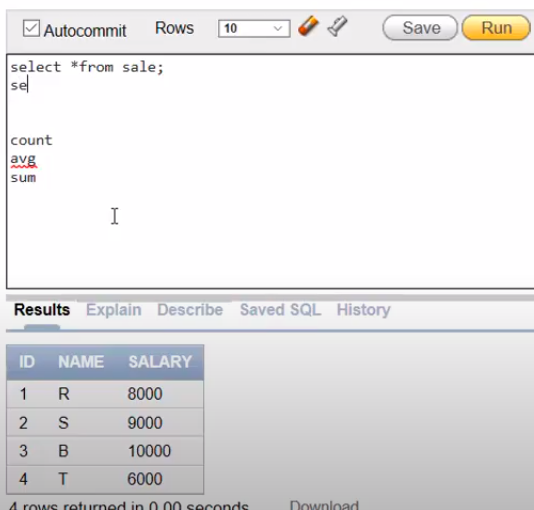 Autocommit Rows 10 Save Run
select *from sale;
se
count
avg
sum
Results Explain Describe Saved SQL History
ID NAME SALARY
1 R 8000
2 S 9000
3 B 10000
4 T 6000
4 rows returned in 0.00 seconds Download